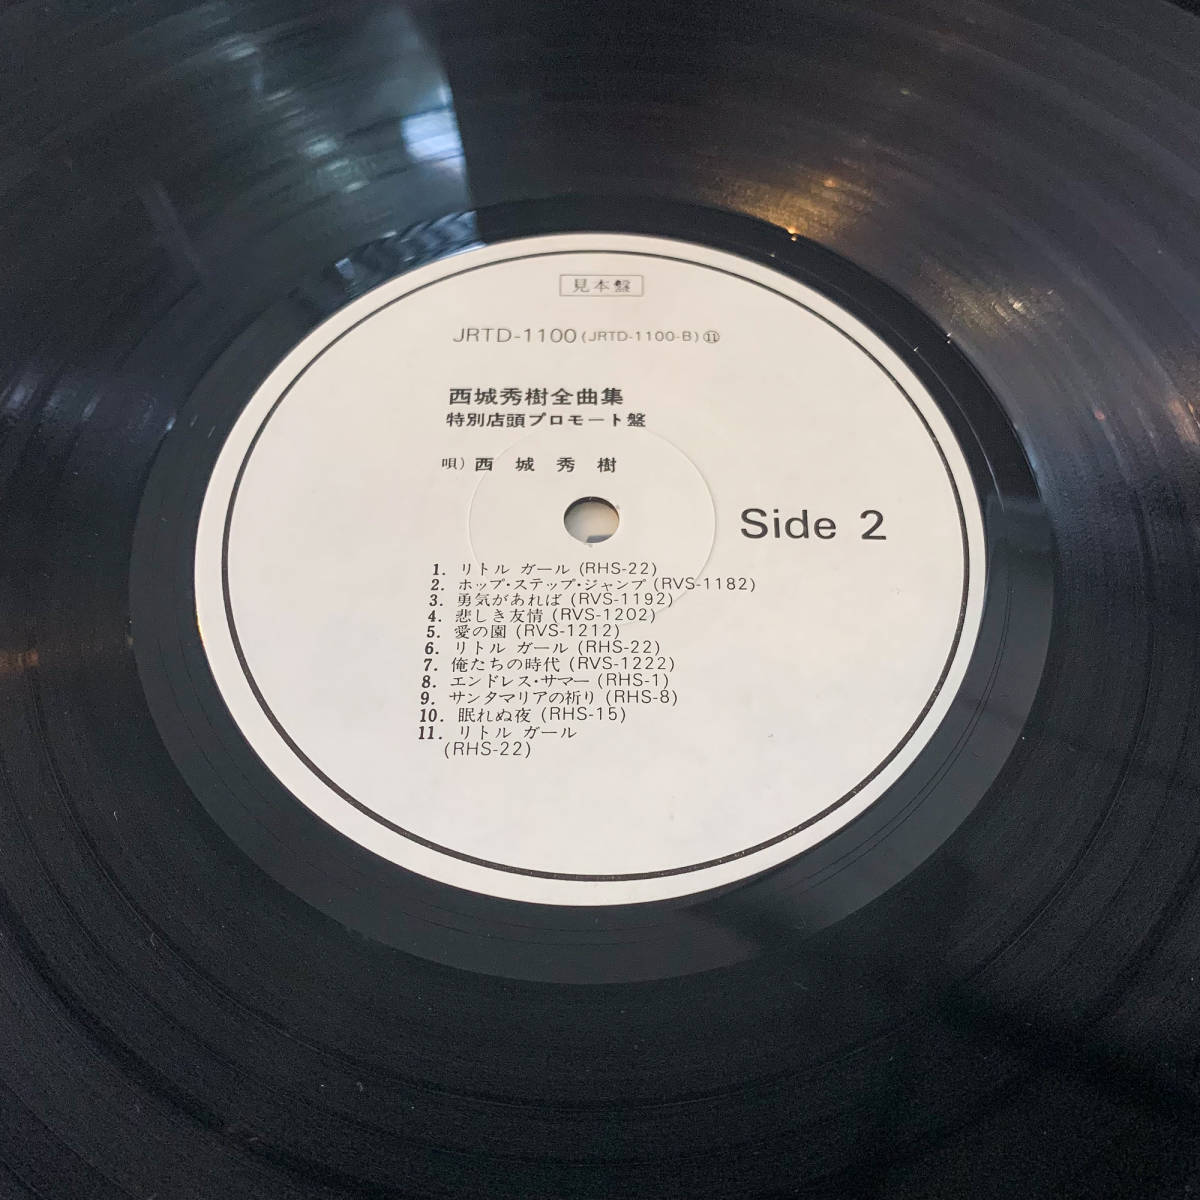 見本盤
JRTD-1100 (JRTD-1100-B) ⑪
西城秀樹全曲集
特別店頭プロモート盤
唄) 西城秀樹
Side 2
1. リトル ガール (RHS-22)
2. ホップ・ステップ・ジャンプ (RVS-1182)
3. 勇気があれば (RVS-1192)
4. 悲しき友情 (RVS-1202)
5. 愛の園 (RVS-1212)
6. リトル ガール (RHS-22)
7. 俺たちの時代 (RVS-1222)
8. エンドレス・サマー (RHS-1)
9. サンタマリアの祈り (RHS-8)
10. 眠れぬ夜 (RHS-15)
11. リトル ガール
(RHS-22)